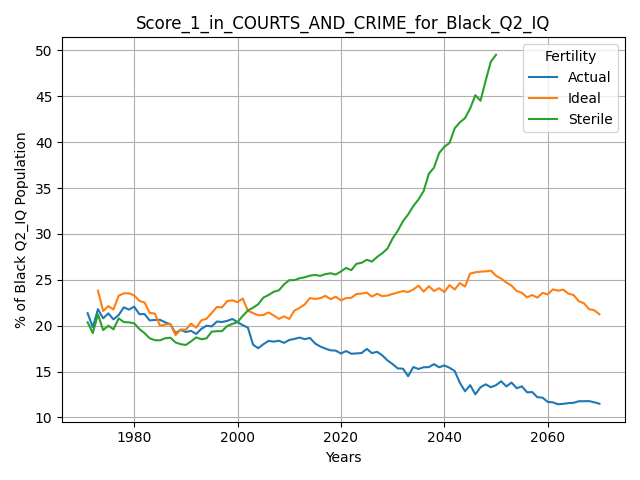 Score_1_in_COURTS_AND_CRIME_for_Black_Q2_IQ
% of Black Q2_IQ Population
50
45
40
35
30
25
20
15
10
Fertility
Actual
Ideal
Sterile
1980
2000
2020
2040
2060
Years